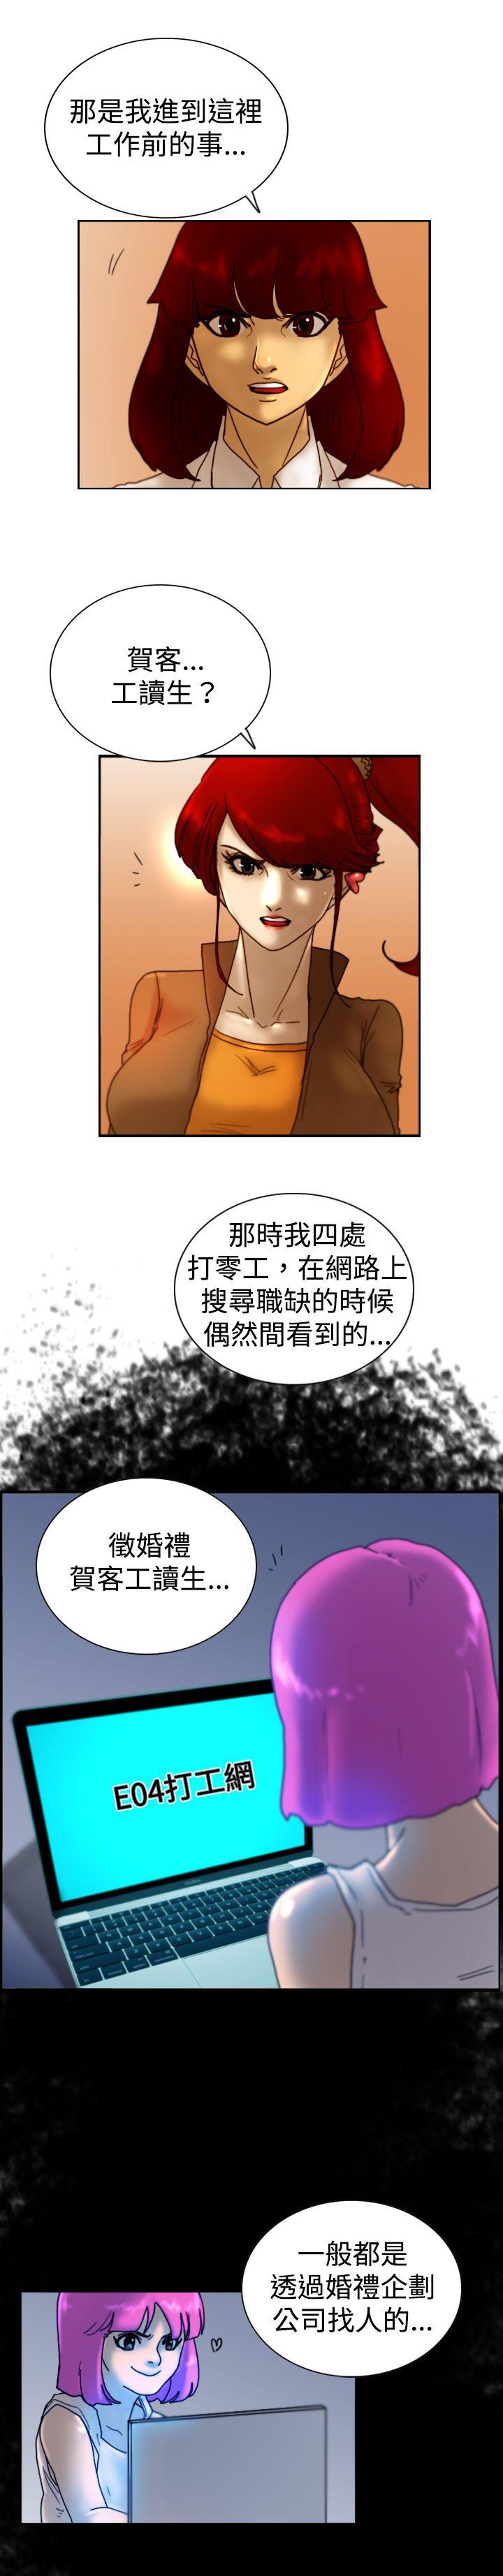 那是我進到這裡
工作前的事...
賀客...
工讀生？
那時我四處
打零工，在網路上
搜尋職缺的時候
偶然間看到的...
徵婚禮
賀客工讀生...
E04打工網
一般都是
透過婚禮企劃
公司找人的...